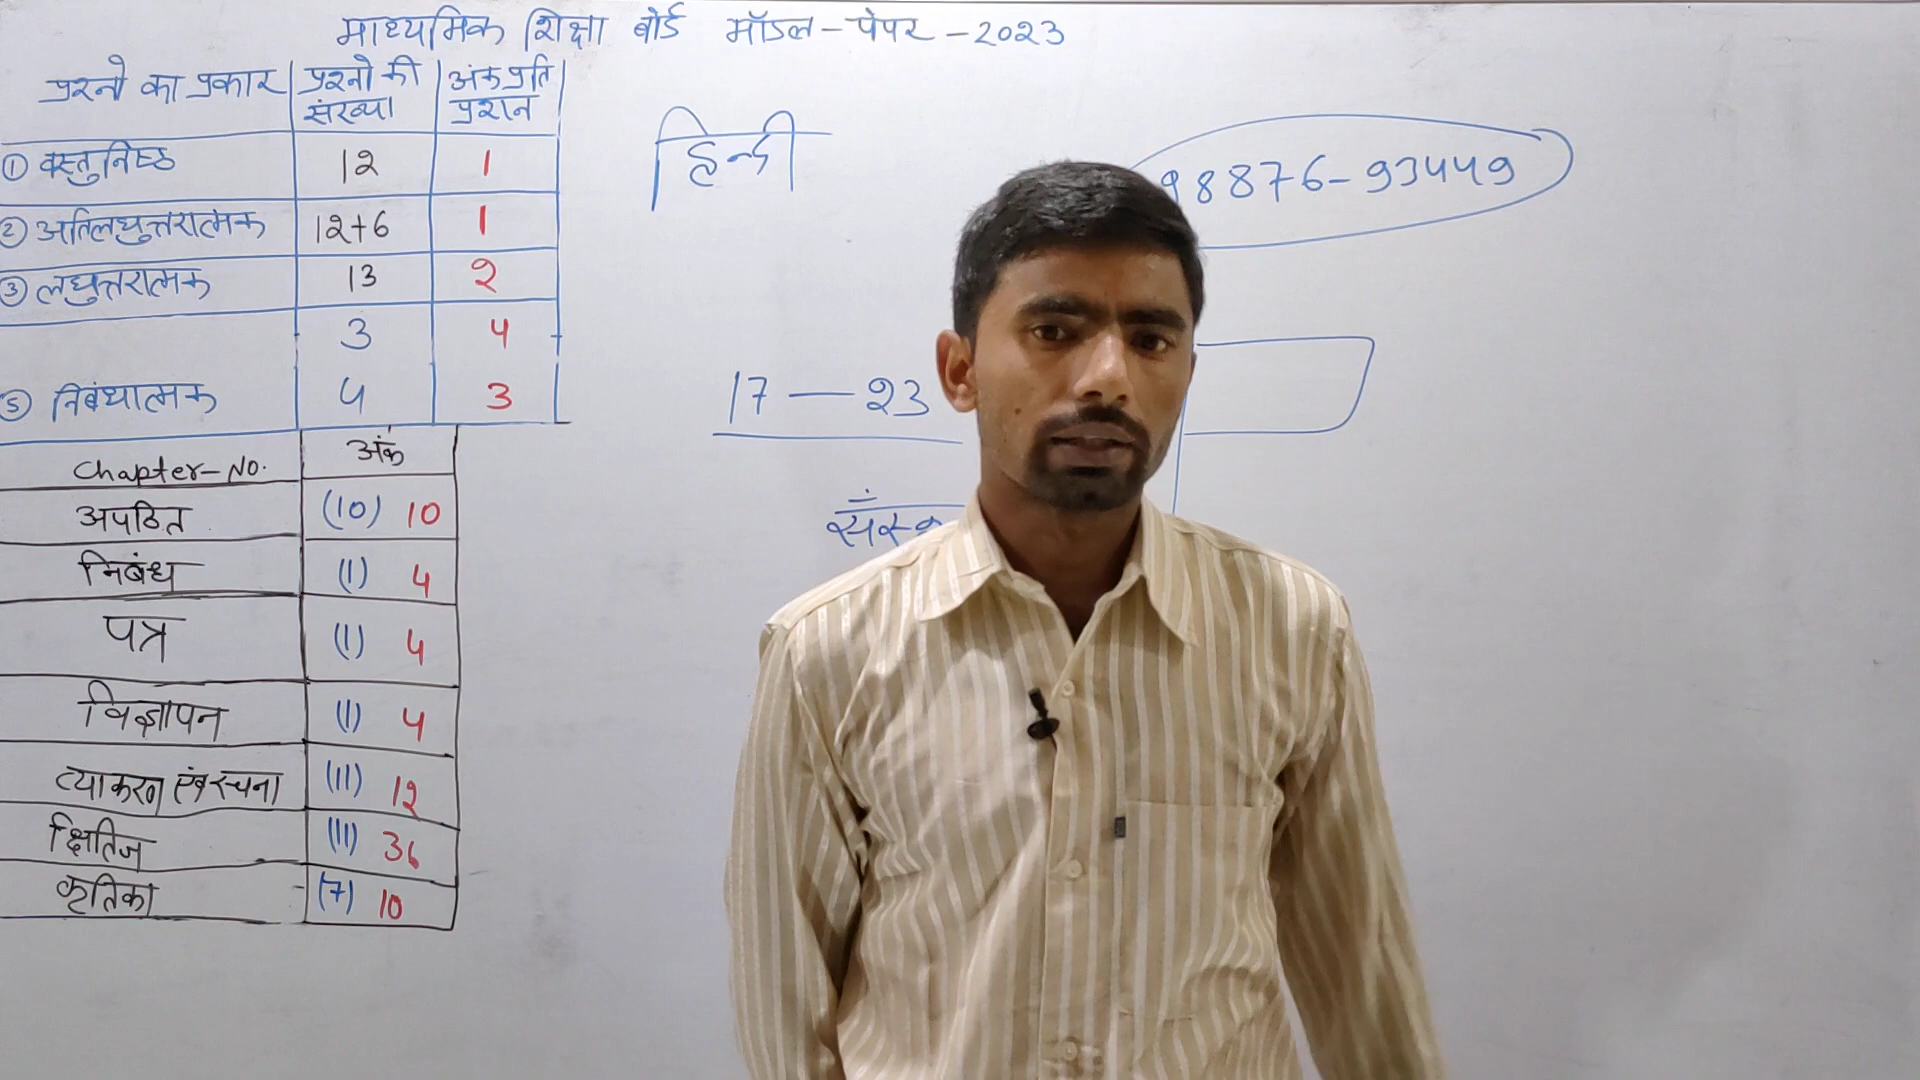 माध्यमिक शिक्षा बोर्ड मॉडल-पेपर-2023
प्रश्नो का प्रकार प्रश्नो की संख्या अंक प्रति प्रशन
① वस्तुनिष्ठ 12 1
② अतिलघुत्तरात्मक 12+6 1
③ लघुत्तरात्मक 13 2
3 4
⑤ निबंधात्मक 4 3
Chapter-No. अंक
अपठित (10) 10
निबंध (1) 4
पत्र (1) 4
विज्ञापन (1) 4
व्याकरण एंव रचना (11) 12
क्षितिज (11) 36
कृतिका (7) 10
हिन्दी
98876-93449
17 — 23